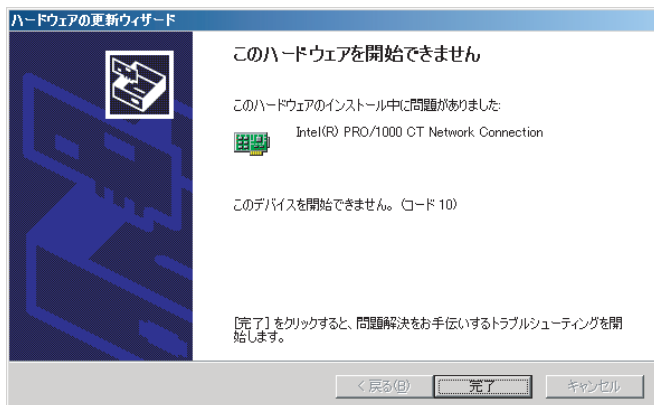 ハードウェアの更新ウィザード
このハードウェアを開始できません
このハードウェアのインストール中に問題がありました:
Intel(R) PRO/1000 CT Network Connection
このデバイスを開始できません。(コード 10)
[完了] をクリックすると、問題解決をお手伝いするトラブルシューティングを開
始します。
< 戻る(B) 完了 キャンセル